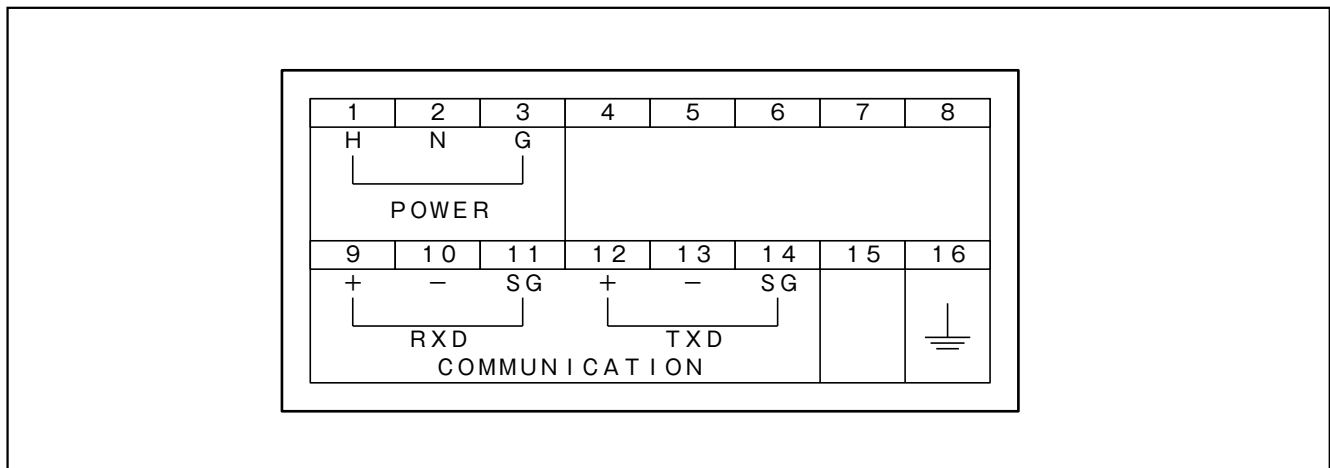 1 2 3 4 5 6 7 8
H N G
POWER
9 10 11 12 13 14 15 16
+ − SG + − SG
RXD TXD
COMMUNICATION